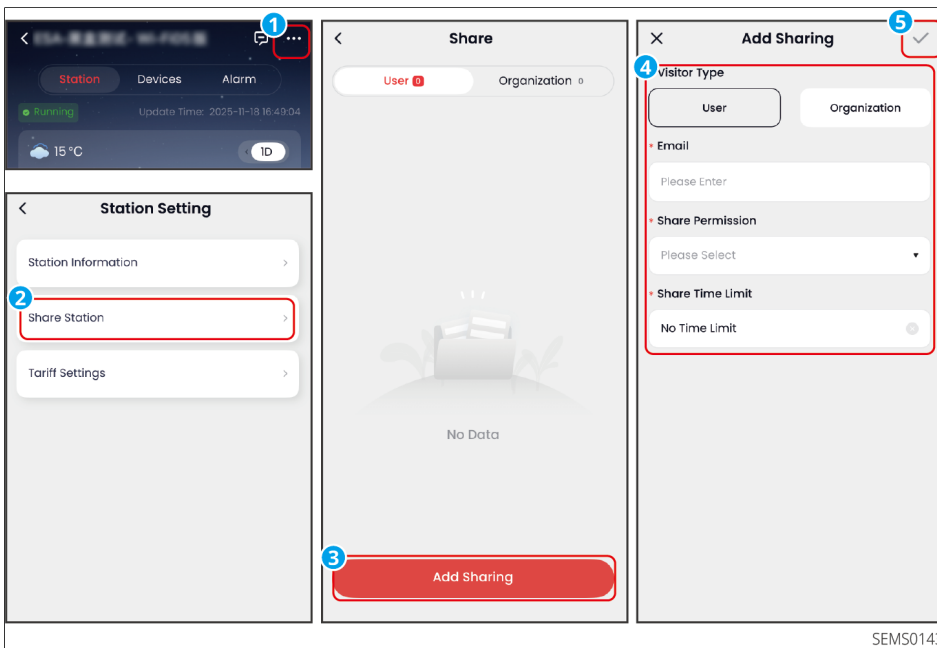 1
Station Devices Alarm
Running Update Time: 2025-11-18 16:49:04
15 °C 1D
Station Setting
Station Information
2
Share Station
Tariff Settings
Share
User 0 Organization 0
No Data
3
Add Sharing
5
Add Sharing
4
Visitor Type
User Organization
* Email
Please Enter
* Share Permission
Please Select
* Share Time Limit
No Time Limit